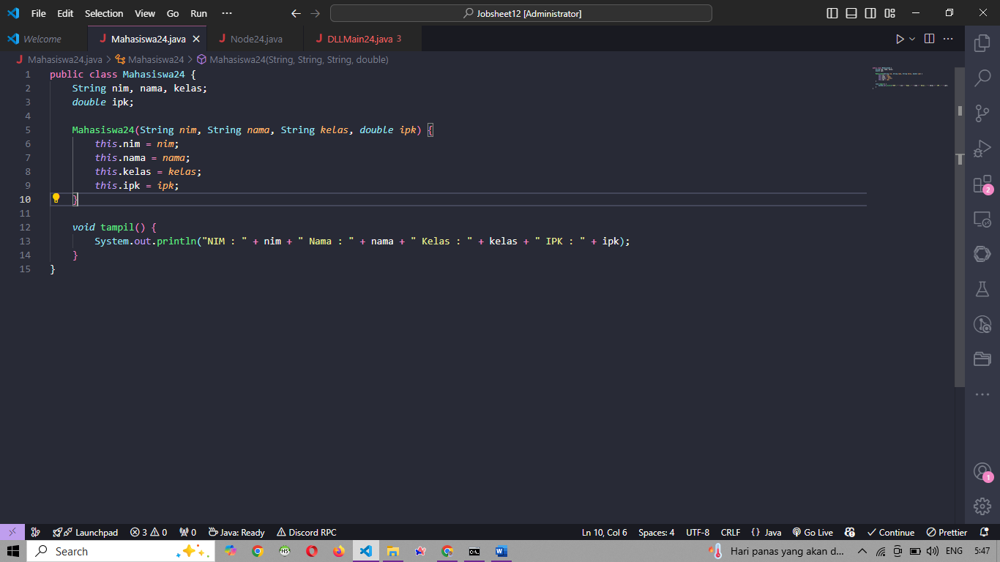 File Edit Selection View Go Run ··· Jobsheet12 [Administrator]
Welcome Mahasiswa24.java Node24.java DLLMain24.java 3
Mahasiswa24.java > Mahasiswa24 > Mahasiswa24(String, String, String, double)
1 public class Mahasiswa24 {
2 String nim, nama, kelas;
3 double ipk;
4
5 Mahasiswa24(String nim, String nama, String kelas, double ipk) {
6 this.nim = nim;
7 this.nama = nama;
8 this.kelas = kelas;
9 this.ipk = ipk;
10 }
11
12 void tampil() {
13 System.out.println("NIM : " + nim + " Nama : " + nama + " Kelas : " + kelas + " IPK : " + ipk);
14 }
15 }
2
1
Launchpad 3 0 0 Java: Ready Discord RPC Ln 10, Col 6 Spaces: 4 UTF-8 CRLF {} Java Go Live Continue Prettier
Search Hari panas yang akan d... ENG 5:47